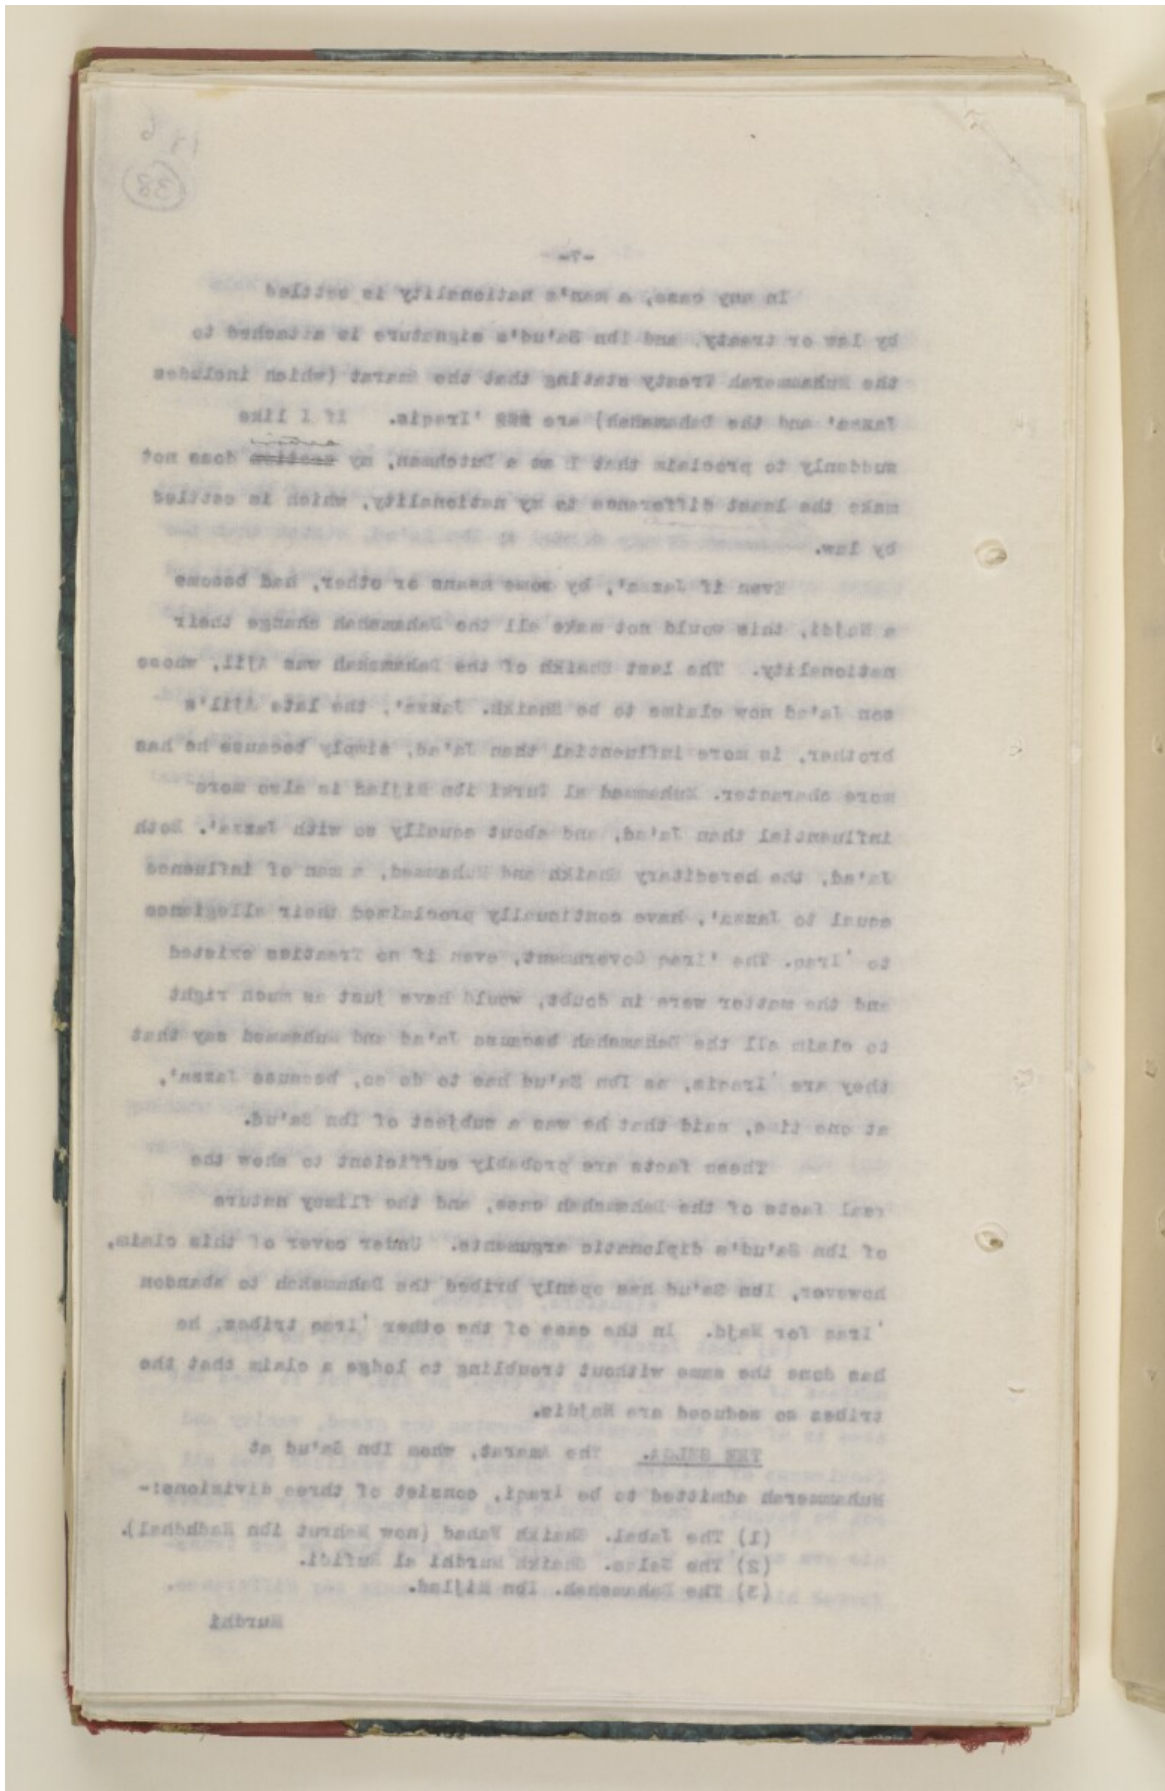 -7-
In any case, a man's nationality is settled
by law or treaty, and Ibn Sa'ud's signature is attached to
the Muhammerah Treaty stating that the Amarat (which includes
Jazza' and the Dahamshah) are 'Iraqis. If I like
suddenly to proclaim that I am a Dutchman, my does not
make the least difference to my nationality, which is settled
by law.
Even if Jazza', by some means or other, had become
a Najdi, this would not make all the Dahamshah change their
nationality. The last Shaikh of the Dahamshah was Ajil, whose
son Ja'ad now claims to be Shaikh. Jazza', the late Ajil's
brother, is more influential than Ja'ad, simply because he has
more character. Muhammad al Turki ibn Mijlad is also more
influential than Ja'ad, and about equally so with Jazza'. Both
Ja'ad, the hereditary Shaikh and Muhammed, a man of influence
equal to Jazza', have continually proclaimed their allegiance
to 'Iraq. The 'Iraq Government, even if no Treaties existed
and the matter were in doubt, would have just as much right
to claim all the Dahamshah because Ja'ad and Muhammed say that
they are 'Iraqis, as Ibn Sa'ud has to do so, because Jazza',
at one time, said that he was a subject of Ibn Sa'ud.
These facts are probably sufficient to show the
real facts of the Dahamshah case, and the flimsy nature
of Ibn Sa'ud's diplomatic arguments. Under cover of this claim,
however, Ibn Sa'ud has openly bribed the Dahamshah to abandon
'Iraq for Najd. In the case of the other 'Iraq tribes, he
has done the same without troubling to lodge a claim that the
tribes so seduced are Najdis.
THE SELGA. The Amarat, whom Ibn Sa'ud at
Muhammerah admitted to be Iraqi, consist of three divisions:-
(1) The Jabal. Shaikh Fahad (now Mahrut ibn Hadhdhal).
(2) The Selga. Shaikh Murdhi al Rufidi.
(3) The Dahamshah. Ibn Mijlad.
Murdhi
38